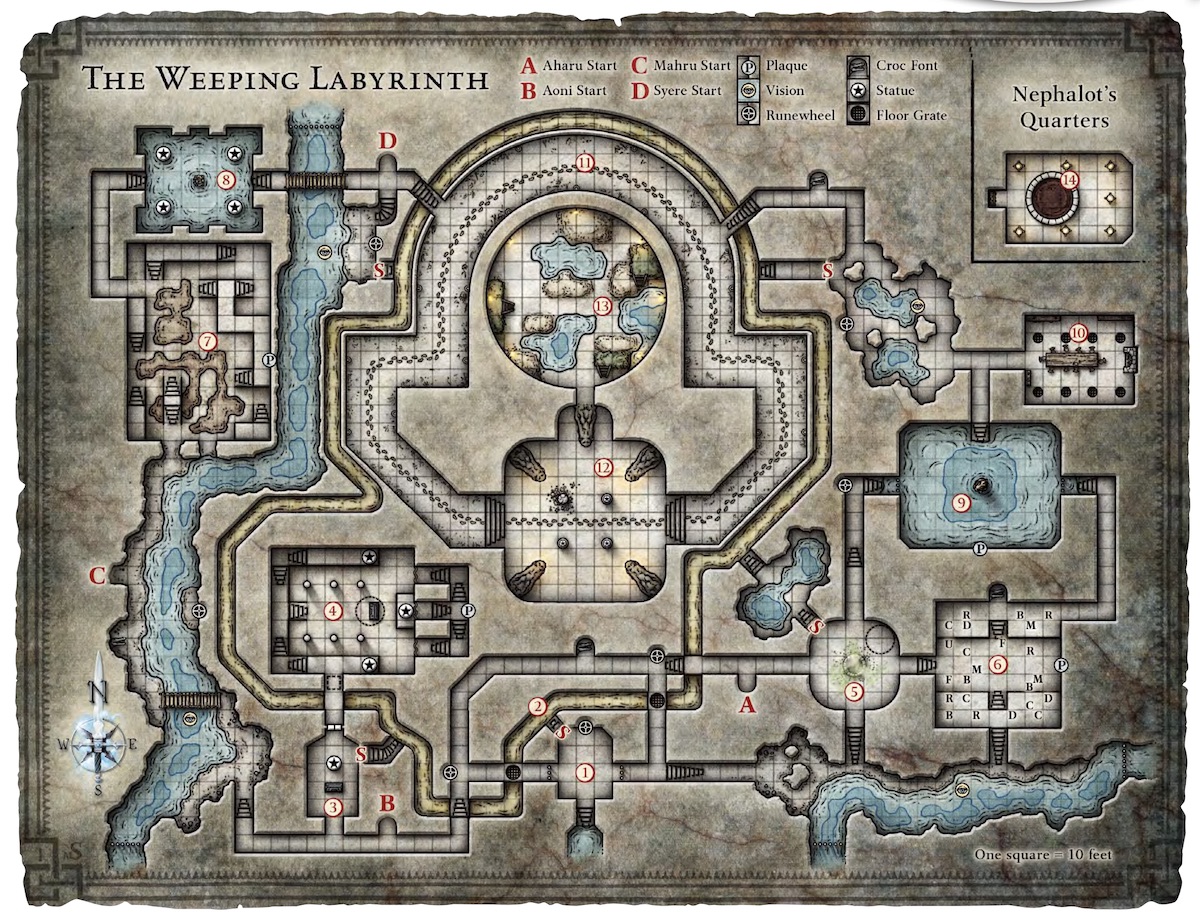 THE WEEPING LABYRINTH
A Aharu Start
B Aoni Start
C Mahru Start
D Syere Start
P Plaque
Vision
Runewheel
Croc Font
Statue
Floor Grate
Nephalot's
Quarters
14
D
11
8
S
S
13
10
7
P
12
9
P
C
4
P
R B R
C D M
U F
C R
6 P
M
F B M B
R C D
B R D C C
5
S
2
A
S
S
1
3
B
N
W E
S
One square = 10 feet